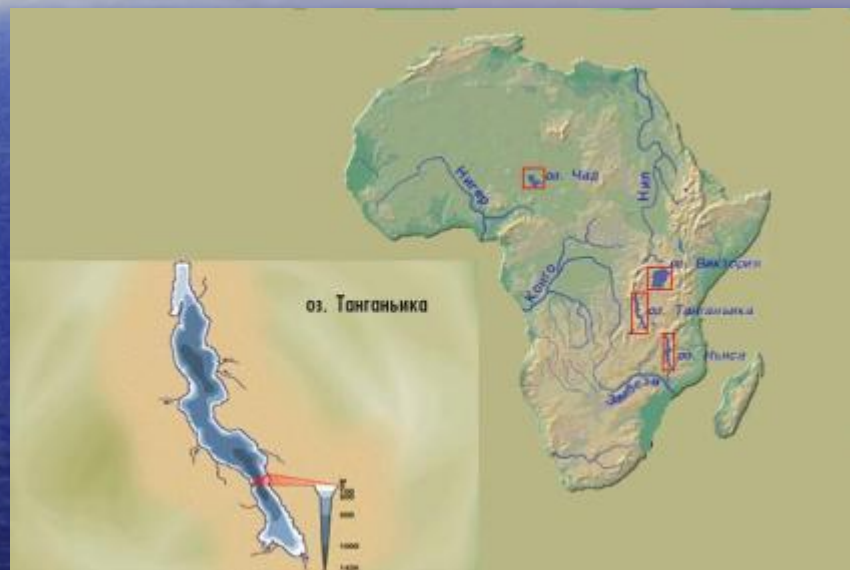 Нигер
оз. Чад
Нил
Конго
оз. Виктория
оз. Танганьика
оз. Ньяса
Замбези
оз. Танганьика
1000